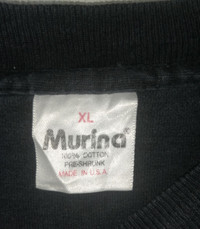 XL
Murina®
100% COTTON
PRESHRUNK
MADE IN U.S.A.